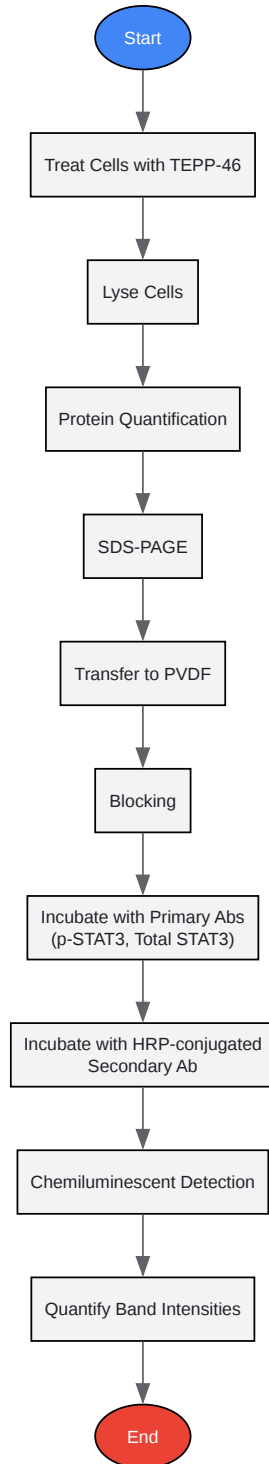 Start
Treat Cells with TEPP-46
Lyse Cells
Protein Quantification
SDS-PAGE
Transfer to PVDF
Blocking
Incubate with Primary Abs
(p-STAT3, Total STAT3)
Incubate with HRP-conjugated
Secondary Ab
Chemiluminescent Detection
Quantify Band Intensities
End